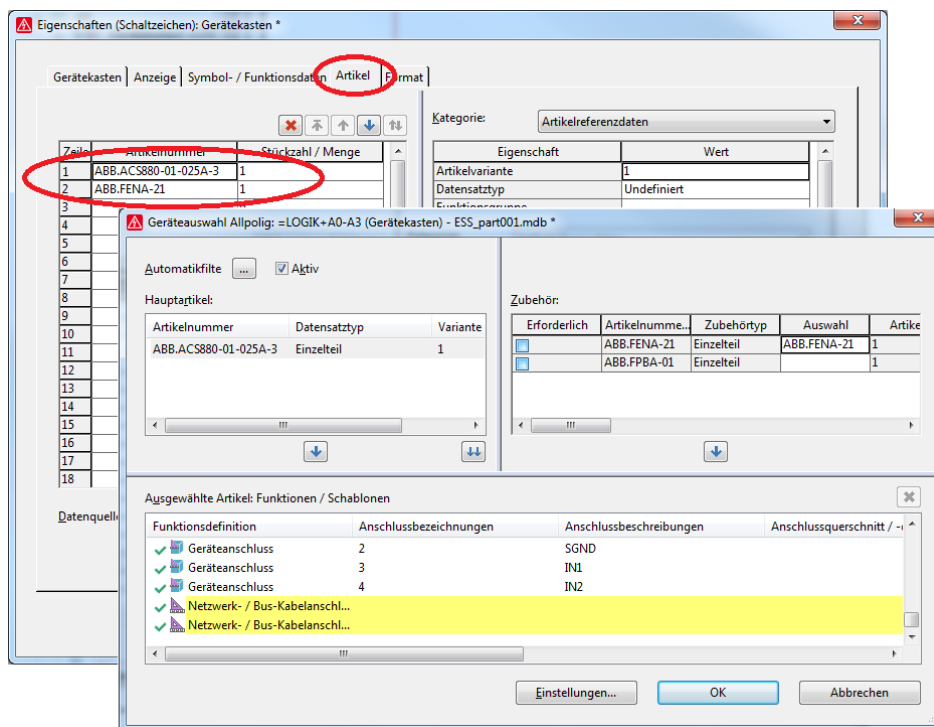 Eigenschaften (Schaltzeichen): Gerätekasten *
Gerätekasten Anzeige Symbol- / Funktionsdaten Artikel Format
Kategorie: Artikelreferenzdaten
Zeile Artikelnummer Stückzahl / Menge
1 ABB.ACS880-01-025A-3 1
2 ABB.FENA-21 1
3
4
5
6
7
8
9
10
11
12
13
14
15
16
17
18
Eigenschaft Wert
Artikelvariante 1
Datensatztyp Undefiniert
Funktionsgruppe
Datenquelle
Geräteauswahl Allpolig: =LOGIK+A0-A3 (Gerätekasten) - ESS_part001.mdb *
Automatikfilte ... Aktiv
Hauptartikel:
Artikelnummer Datensatztyp Variante
ABB.ACS880-01-025A-3 Einzelteil 1
Zubehör:
Erforderlich Artikelnumme... Zubehörtyp Auswahl Artike
ABB.FENA-21 Einzelteil ABB.FENA-21 1
ABB.FPBA-01 Einzelteil 1
Ausgewählte Artikel: Funktionen / Schablonen
Funktionsdefinition Anschlussbezeichnungen Anschlussbeschreibungen Anschlussquerschnitt / -
Geräteanschluss 2 SGND
Geräteanschluss 3 IN1
Geräteanschluss 4 IN2
Netzwerk- / Bus-Kabelanschl...
Netzwerk- / Bus-Kabelanschl...
Einstellungen... OK Abbrechen